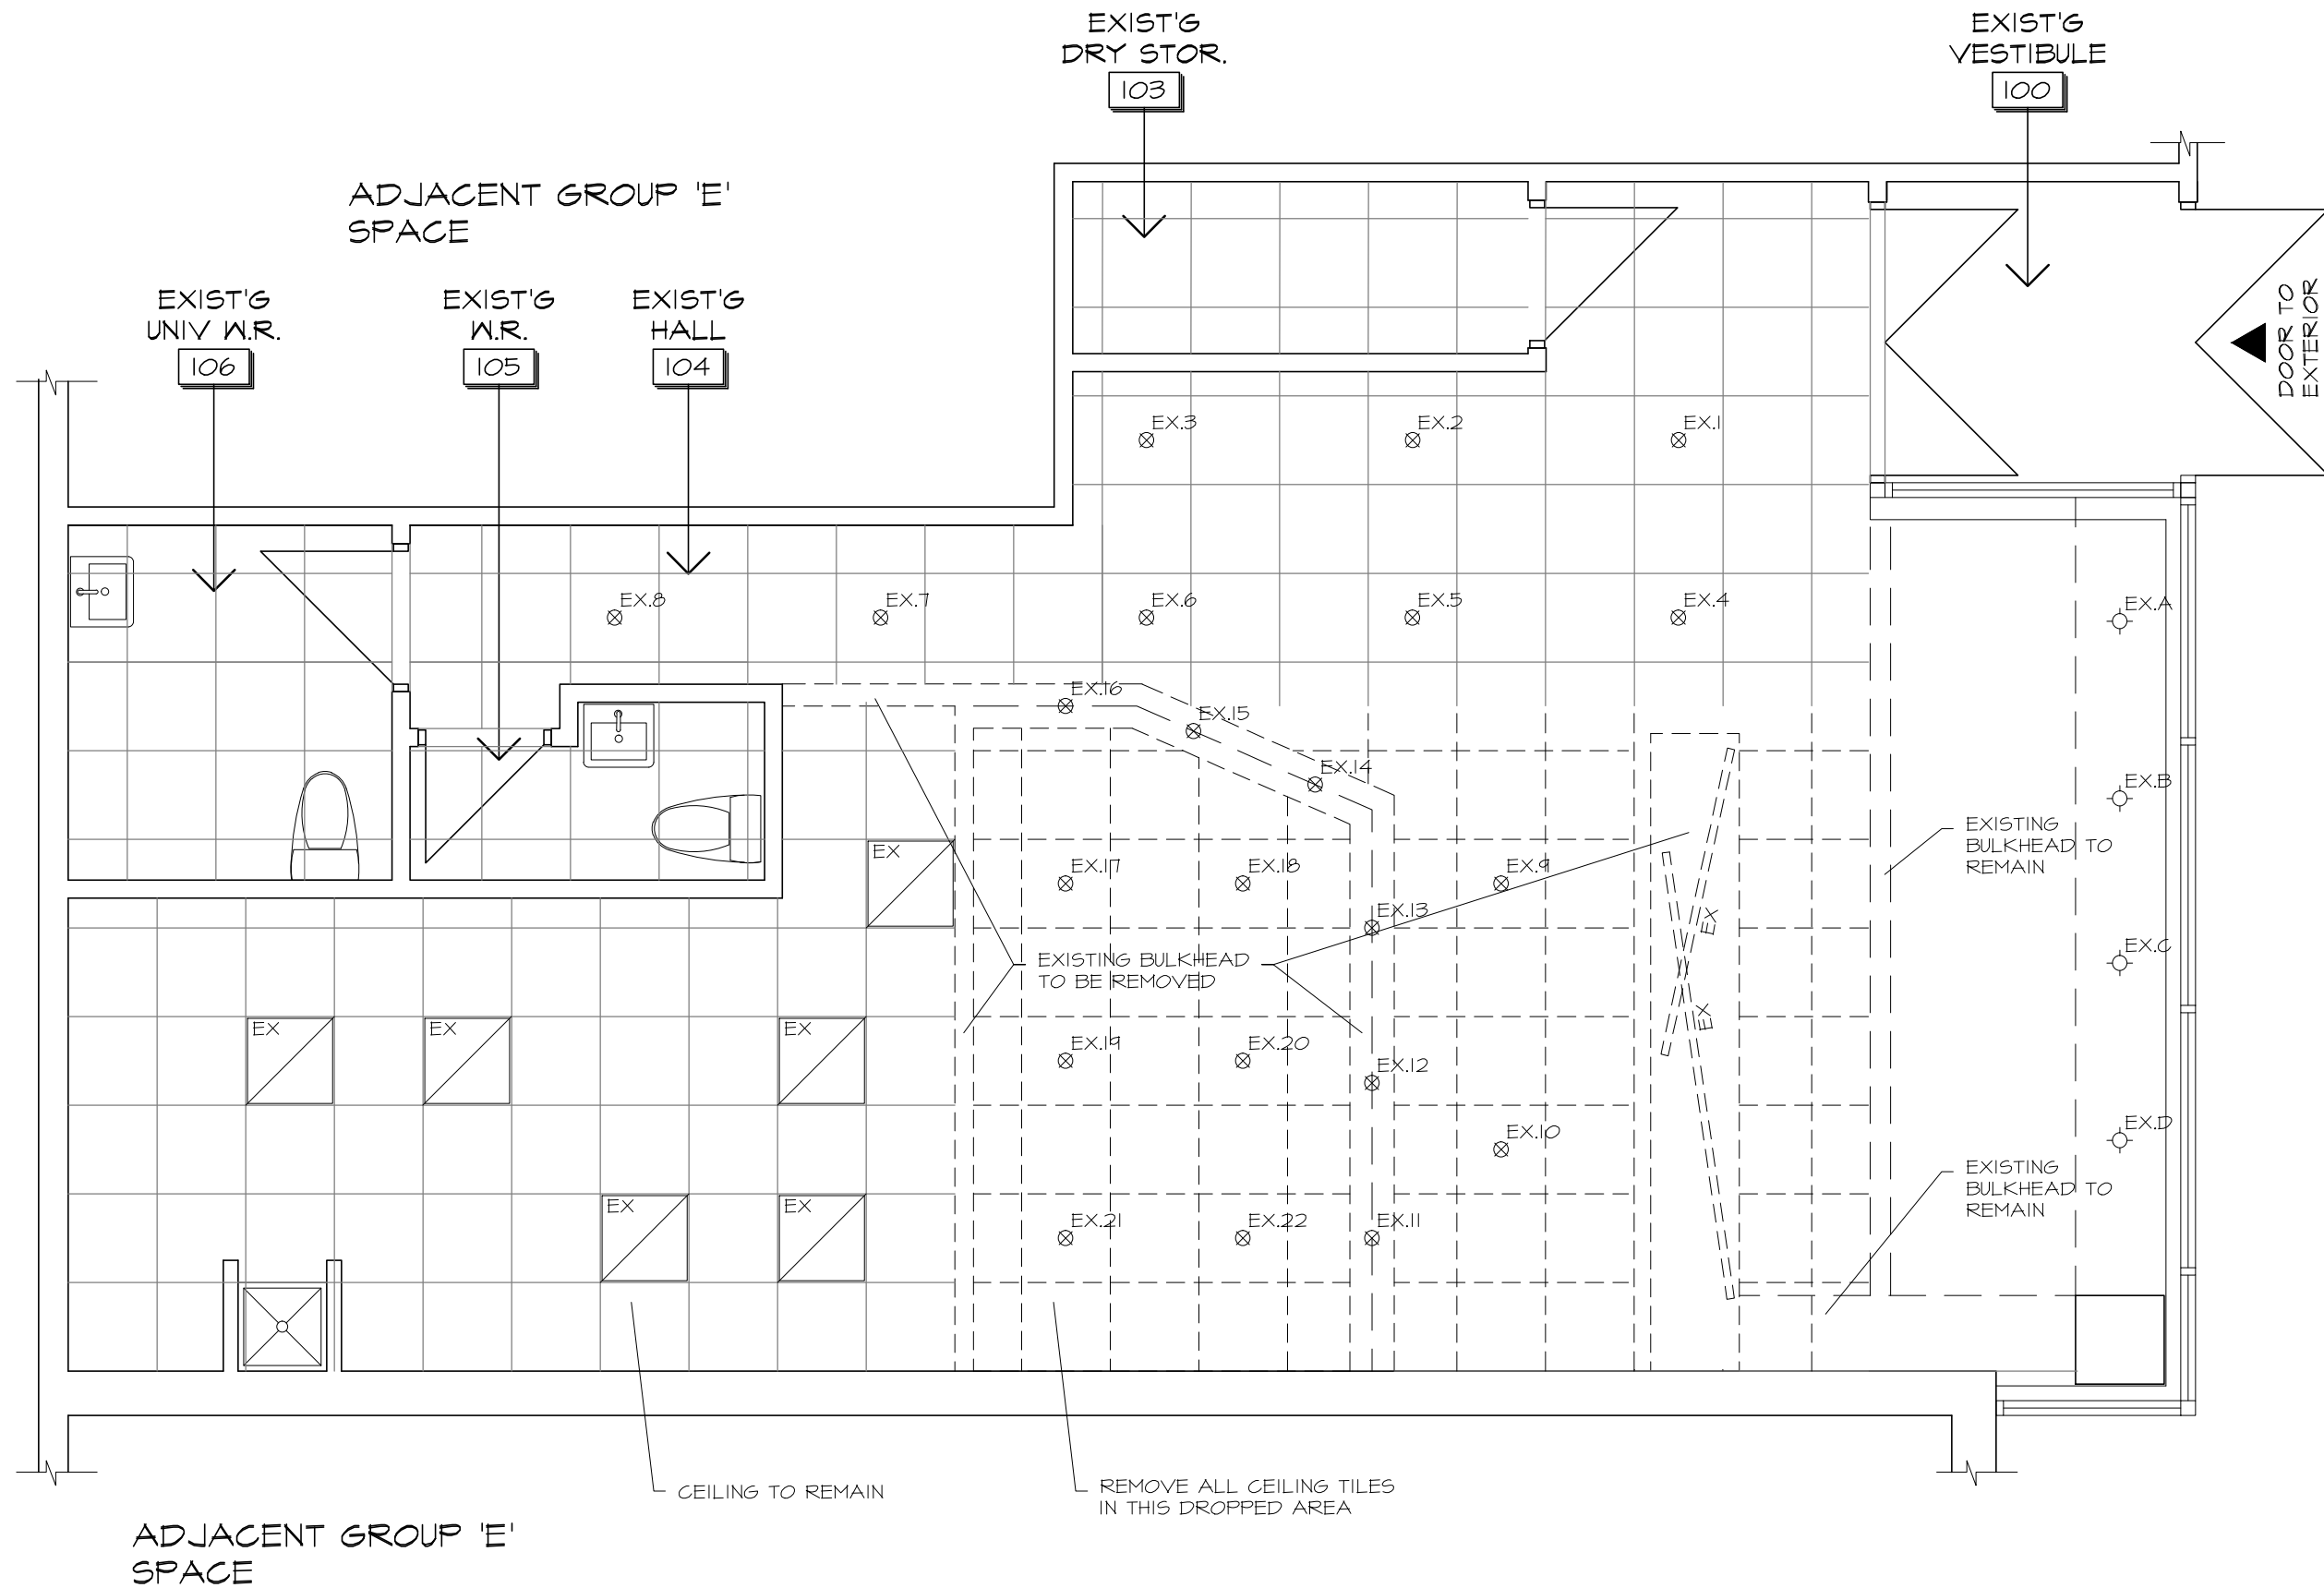 EXIST'G
DRY STOR.
103
EXIST'G
VESTIBULE
100
ADJACENT GROUP 'E'
SPACE
EXIST'G
UNIV W.R.
106
EXIST'G
W.R.
105
EXIST'G
HALL
104
DOOR TO
EXTERIOR
EX.3
EX.2
EX.1
EX.8
EX.7
EX.6
EX.5
EX.4
EX.A
EX.16
EX.15
EX.14
EX.B
EXISTING
BULKHEAD TO
REMAIN
EX
EX.17
EX.18
EX.9
EX.13
EX
EX.C
EXISTING BULKHEAD
TO BE REMOVED
EX
EX
EX
EX
EX.19
EX.20
EX.12
EX.10
EX.D
EXISTING
BULKHEAD TO
REMAIN
EX
EX
EX.21
EX.22
EX.11
CEILING TO REMAIN
REMOVE ALL CEILING TILES
IN THIS DROPPED AREA
ADJACENT GROUP 'E'
SPACE